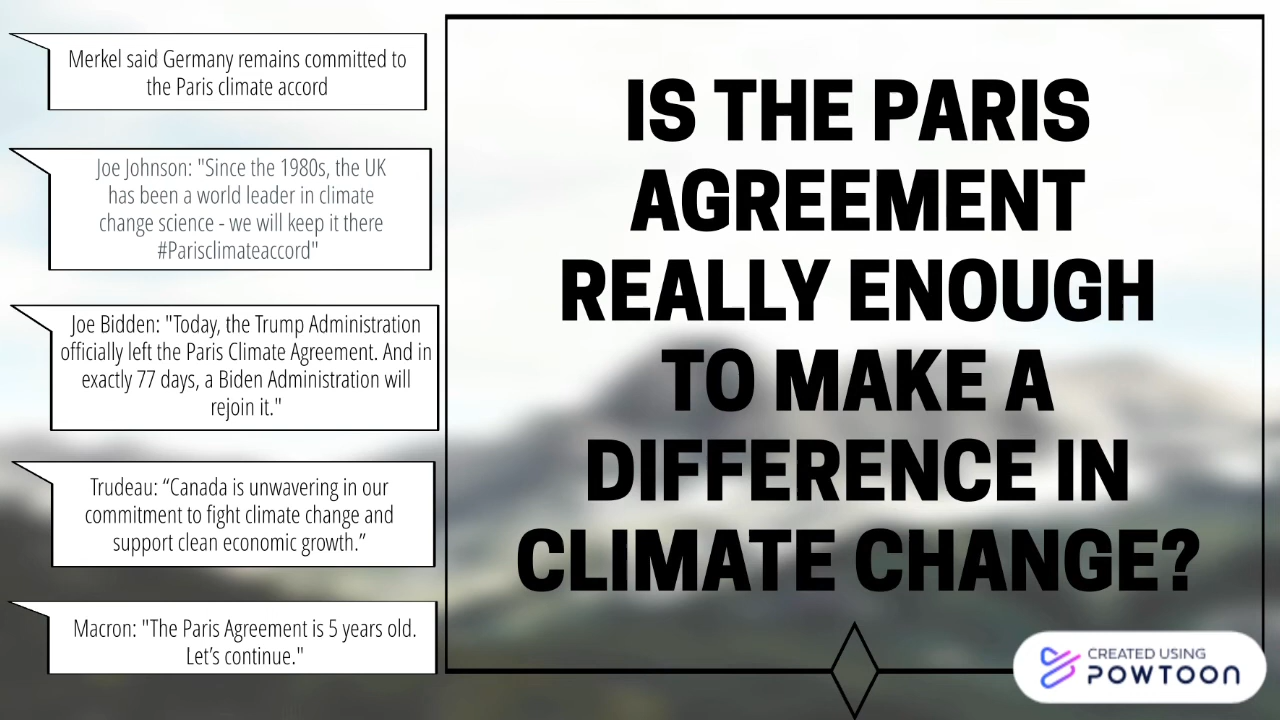 Merkel said Germany remains committed to
the Paris climate accord
Joe Johnson: "Since the 1980s, the UK
has been a world leader in climate
change science - we will keep it there
#Parisclimateaccord"
Joe Bidden: "Today, the Trump Administration
officially left the Paris Climate Agreement. And in
exactly 77 days, a Biden Administration will
rejoin it."
Trudeau: “Canada is unwavering in our
commitment to fight climate change and
support clean economic growth.”
Macron: "The Paris Agreement is 5 years old.
Let’s continue."
IS THE PARIS
AGREEMENT
REALLY ENOUGH
TO MAKE A
DIFFERENCE IN
CLIMATE CHANGE?
CREATED USING
POWTOON